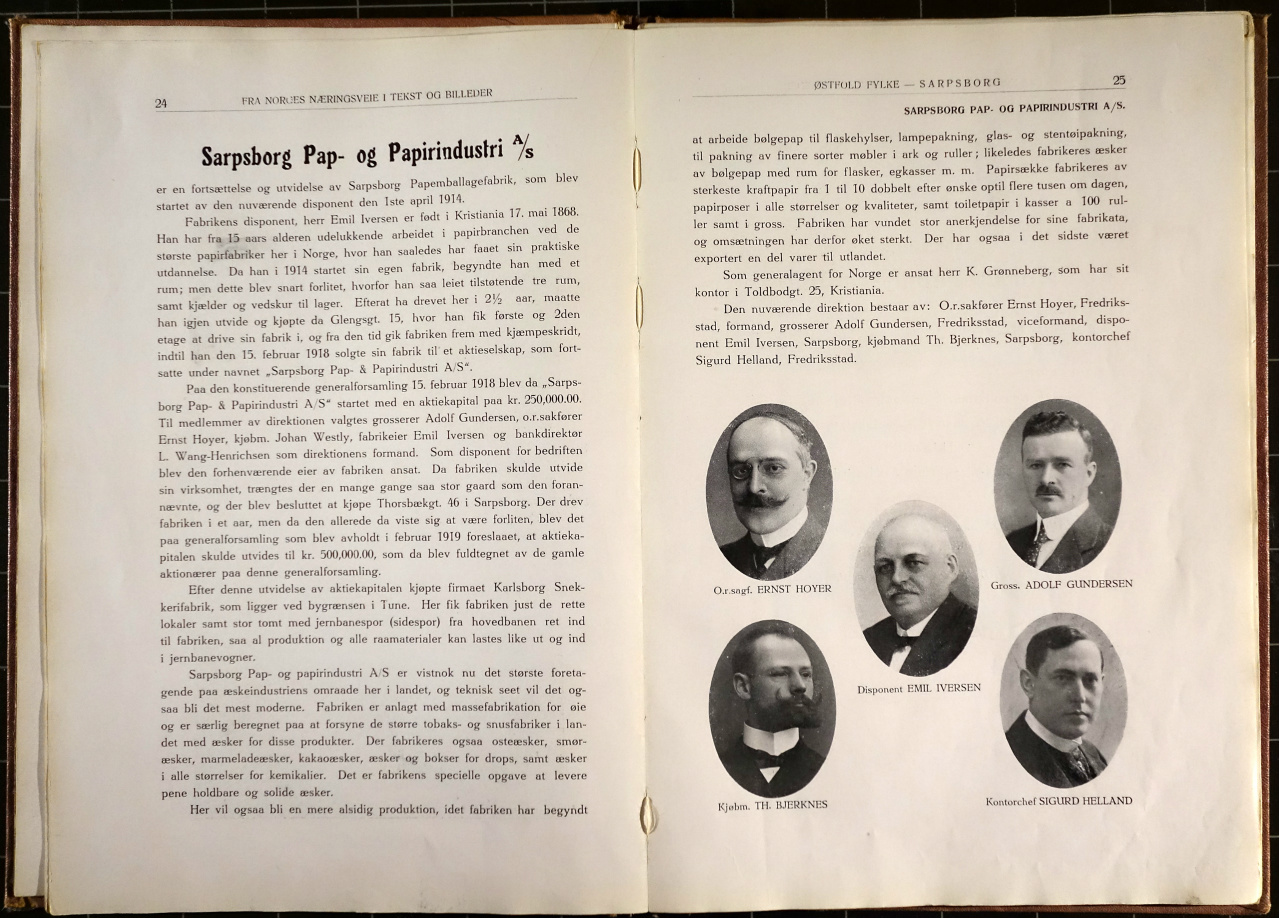 24
FRA NORGES NÆRINGSVEIE I TEKST OG BILLEDER
Sarpsborg Pap- og Papirindustri A/S
er en fortsættelse og utvidelse av Sarpsborg Papemballagefabrik, som blev
startet av den nuværende disponent den 1ste april 1914.
Fabrikens disponent, herr Emil Iversen er født i Kristiania 17. mai 1868.
Han har fra 15 aars alderen udelukkende arbeidet i papirbranchen ved de
største papirfabriker her i Norge, hvor han saaledes har faaet sin praktiske
utdannelse. Da han i 1914 startet sin egen fabrik, begyndte han med et
rum; men dette blev snart forlitet, hvorfor han saa leiet tilstøtende tre rum,
samt kjælder og vedskur til lager. Efterat ha drevet her i 2½ aar, maatte
han igjen utvide og kjøpte da Glengsgt. 15, hvor han fik første og 2den
etage at drive sin fabrik i, og fra den tid gik fabriken frem med kjæmpeskridt,
indtil han den 15. februar 1918 solgte sin fabrik til et aktieselskap, som fort-
satte under navnet „Sarpsborg Pap- & Papirindustri A/S“.
Paa den konstituerende generalforsamling 15. februar 1918 blev da „Sarps-
borg Pap- & Papirindustri A/S“ startet med en aktiekapital paa kr. 250,000.00.
Til medlemmer av direktionen valgtes grosserer Adolf Gundersen, o.r.sakfører
Ernst Hoyer, kjøbm. Johan Westly, fabrikeier Emil Iversen og bankdirektør
L. Wang-Henrichsen som direktionens formand. Som disponent for bedriften
blev den forhenværende eier av fabriken ansat. Da fabriken skulde utvide
sin virksomhet, trængtes der en mange gange saa stor gaard som den foran-
nævnte, og der blev besluttet at kjøpe Thorsbækgt. 46 i Sarpsborg. Der drev
fabriken i et aar, men da den allerede da viste sig at være forliten, blev det
paa generalforsamling som blev avholdt i februar 1919 foreslaaet, at aktieka-
pitalen skulde utvides til kr. 500,000.00, som da blev fuldtegnet av de gamle
aktionærer paa denne generalforsamling.
Efter denne utvidelse av aktiekapitalen kjøpte firmaet Karlsborg Snek-
kerifabrik, som ligger ved bygrænsen i Tune. Her fik fabriken just de rette
lokaler samt stor tomt med jernbanespor (sidespor) fra hovedbanen ret ind
til fabriken, saa al produktion og alle raamaterialer kan lastes like ut og ind
i jernbanevogner.
Sarpsborg Pap- og papirindustri A/S er vistnok nu det største foreta-
gende paa æskeindustriens omraade her i landet, og teknisk seet vil det og-
saa bli det mest moderne. Fabriken er anlagt med massefabrikation for øie
og er særlig beregnet paa at forsyne de større tobaks- og snusfabriker i lan-
det med æsker for disse produkter. Der fabrikeres ogsaa osteæsker, smør-
æsker, marmeladeæsker, kakaoæsker, æsker og bokser for drops, samt æsker
i alle størrelser for kemikalier. Det er fabrikens specielle opgave at levere
pene holdbare og solide æsker.
Her vil ogsaa bli en mere alsidig produktion, idet fabriken har begyndt
ØSTFOLD FYLKE — SARPSBORG
25
SARPSBORG PAP- OG PAPIRINDUSTRI A/S.
at arbeide bølgepap til flaskehylser, lampepakning, glas- og stentøipakning,
til pakning av finere sorter møbler i ark og ruller; likeledes fabrikeres æsker
av bølgepap med rum for flasker, egkasser m. m. Papirsække fabrikeres av
sterkeste kraftpapir fra 1 til 10 dobbelt efter ønske optil flere tusen om dagen,
papirposer i alle størrelser og kvaliteter, samt toiletpapir i kasser a 100 rul-
ler samt i gross. Fabriken har vundet stor anerkjendelse for sine fabrikata,
og omsætningen har derfor øket sterkt. Der har ogsaa i det sidste været
exportert en del varer til utlandet.
Som generalagent for Norge er ansat herr K. Grønneberg, som har sit
kontor i Toldbodgt. 25, Kristiania.
Den nuværende direktion bestaar av: O.r.sakfører Ernst Hoyer, Fredriks-
stad, formand, grosserer Adolf Gundersen, Fredriksstad, viceformand, dispo-
nent Emil Iversen, Sarpsborg, kjøbmand Th. Bjerknes, Sarpsborg, kontorchef
Sigurd Helland, Fredriksstad.
O.r.sagf. ERNST HOYER
Gross. ADOLF GUNDERSEN
Disponent EMIL IVERSEN
Kjøbm. TH. BJERKNES
Kontorchef SIGURD HELLAND